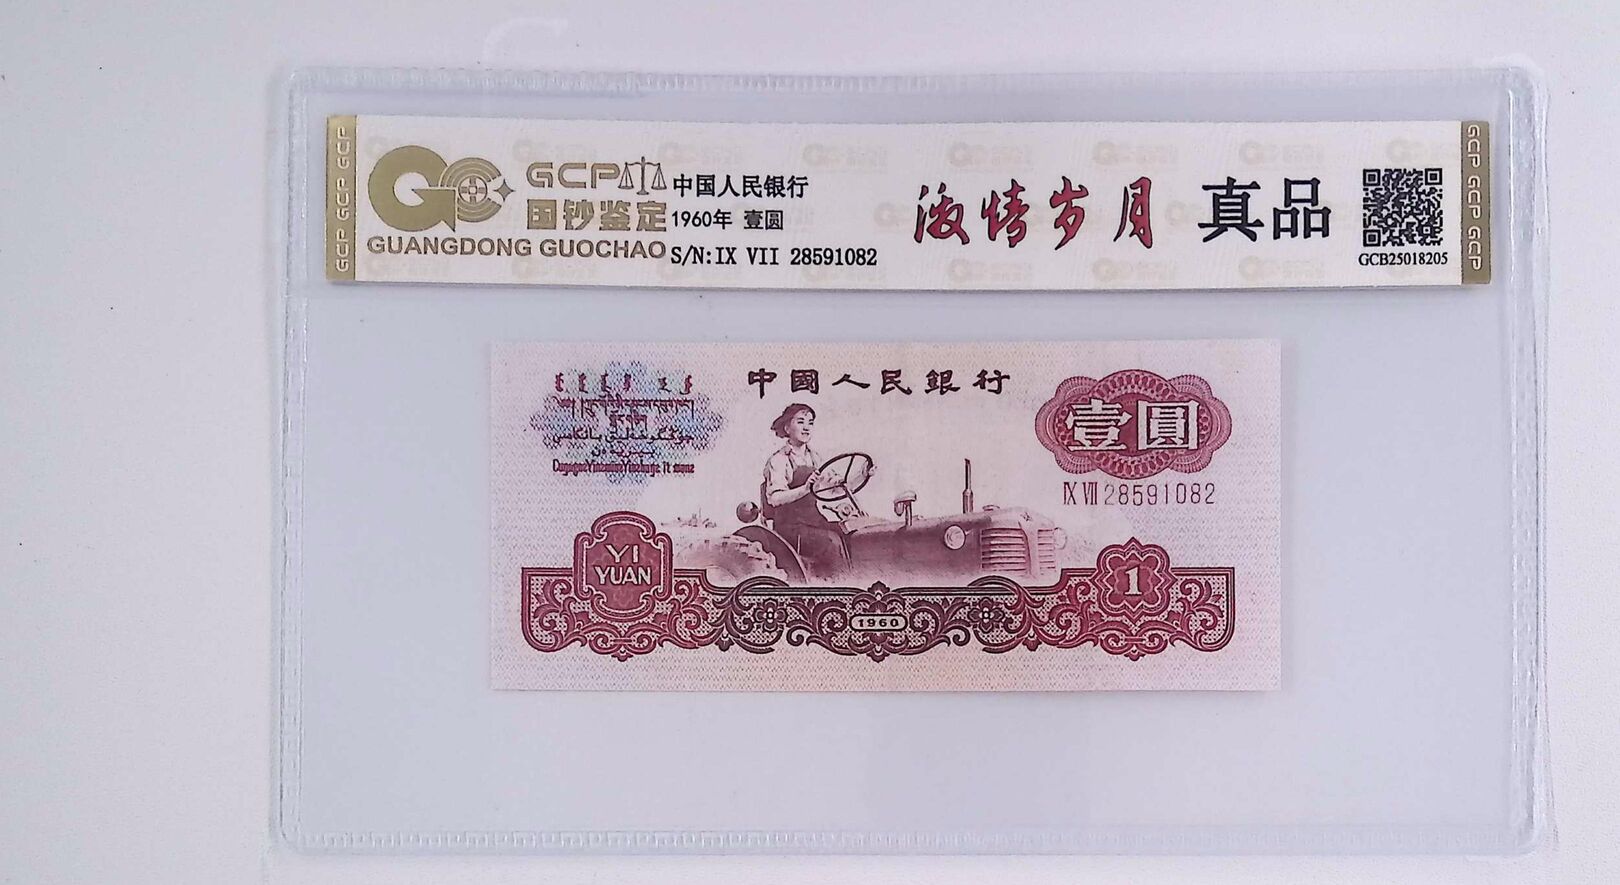 GCP 国钞鉴定
GUANGDONG GUOCHAO
中国人民银行
1960年 壹圆
S/N:IX VII 28591082
激情岁月 真品
GCB25018205
GCP GCP GCP
GCP GCP GCP
中國人民銀行
壹圓
IX VII 28591082
YI
YUAN
1960
1